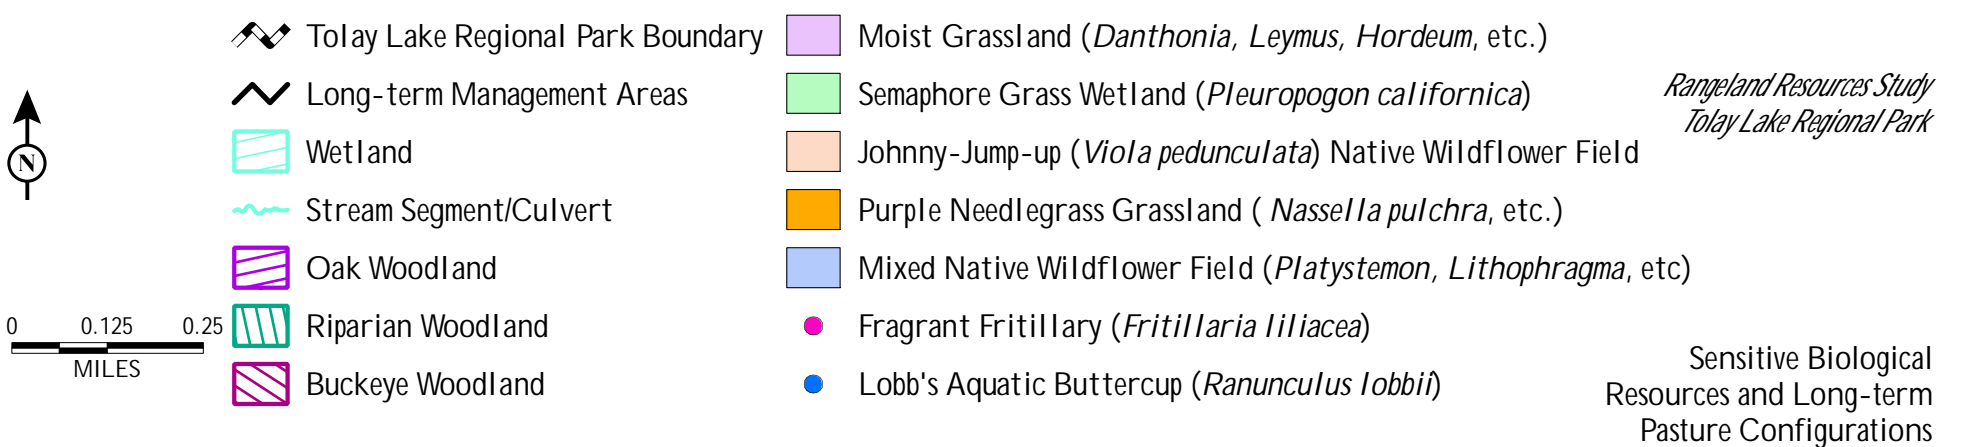 N
0 0.125 0.25
MILES
Tolay Lake Regional Park Boundary
Long-term Management Areas
Wetland
Stream Segment/Culvert
Oak Woodland
Riparian Woodland
Buckeye Woodland
Moist Grassland (Danthonia, Leymus, Hordeum, etc.)
Semaphore Grass Wetland (Pleuropogon californica)
Johnny-Jump-up (Viola pedunculata) Native Wildflower Field
Purple Needlegrass Grassland ( Nassella pulchra, etc.)
Mixed Native Wildflower Field (Platystemon, Lithophragma, etc)
Fragrant Fritillary (Fritillaria liliacea)
Lobb's Aquatic Buttercup (Ranunculus lobbii)
Rangeland Resources Study
Tolay Lake Regional Park
Sensitive Biological
Resources and Long-term
Pasture Configurations